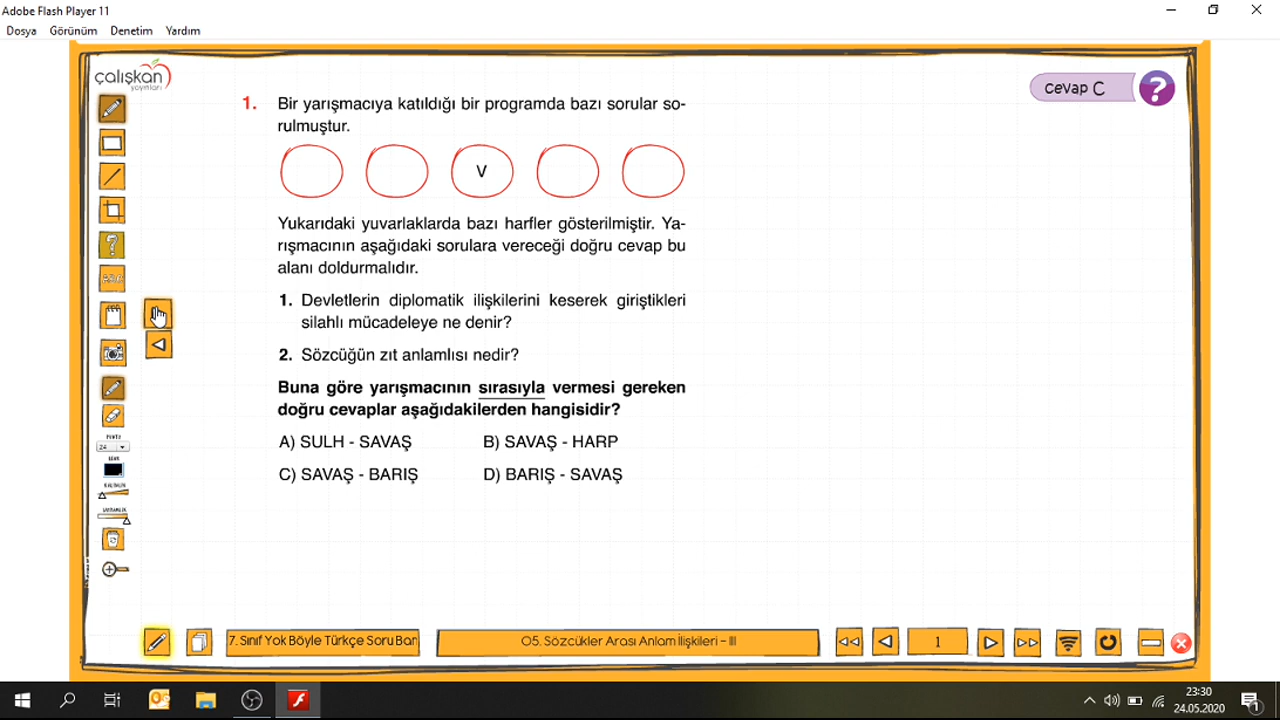 Adobe Flash Player 11
Dosya Görünüm Denetim Yardım
çalışkan
yayınları
cevap C ?
1. Bir yarışmacıya katıldığı bir programda bazı sorular so-
rulmuştur.
V
Yukarıdaki yuvarlaklarda bazı harfler gösterilmiştir. Ya-
rışmacının aşağıdaki sorulara vereceği doğru cevap bu
alanı doldurmalıdır.
1. Devletlerin diplomatik ilişkilerini keserek giriştikleri
silahlı mücadeleye ne denir?
2. Sözcüğün zıt anlamlısı nedir?
Buna göre yarışmacının sırasıyla vermesi gereken
doğru cevaplar aşağıdakilerden hangisidir?
A) SULH - SAVAŞ B) SAVAŞ - HARP
C) SAVAŞ - BARIŞ D) BARIŞ - SAVAŞ
24
7. Sınıf Yok Böyle Türkçe Soru Ban
05. Sözcükler Arası Anlam İlişkileri - III
1
23:30
24.05.2020
1